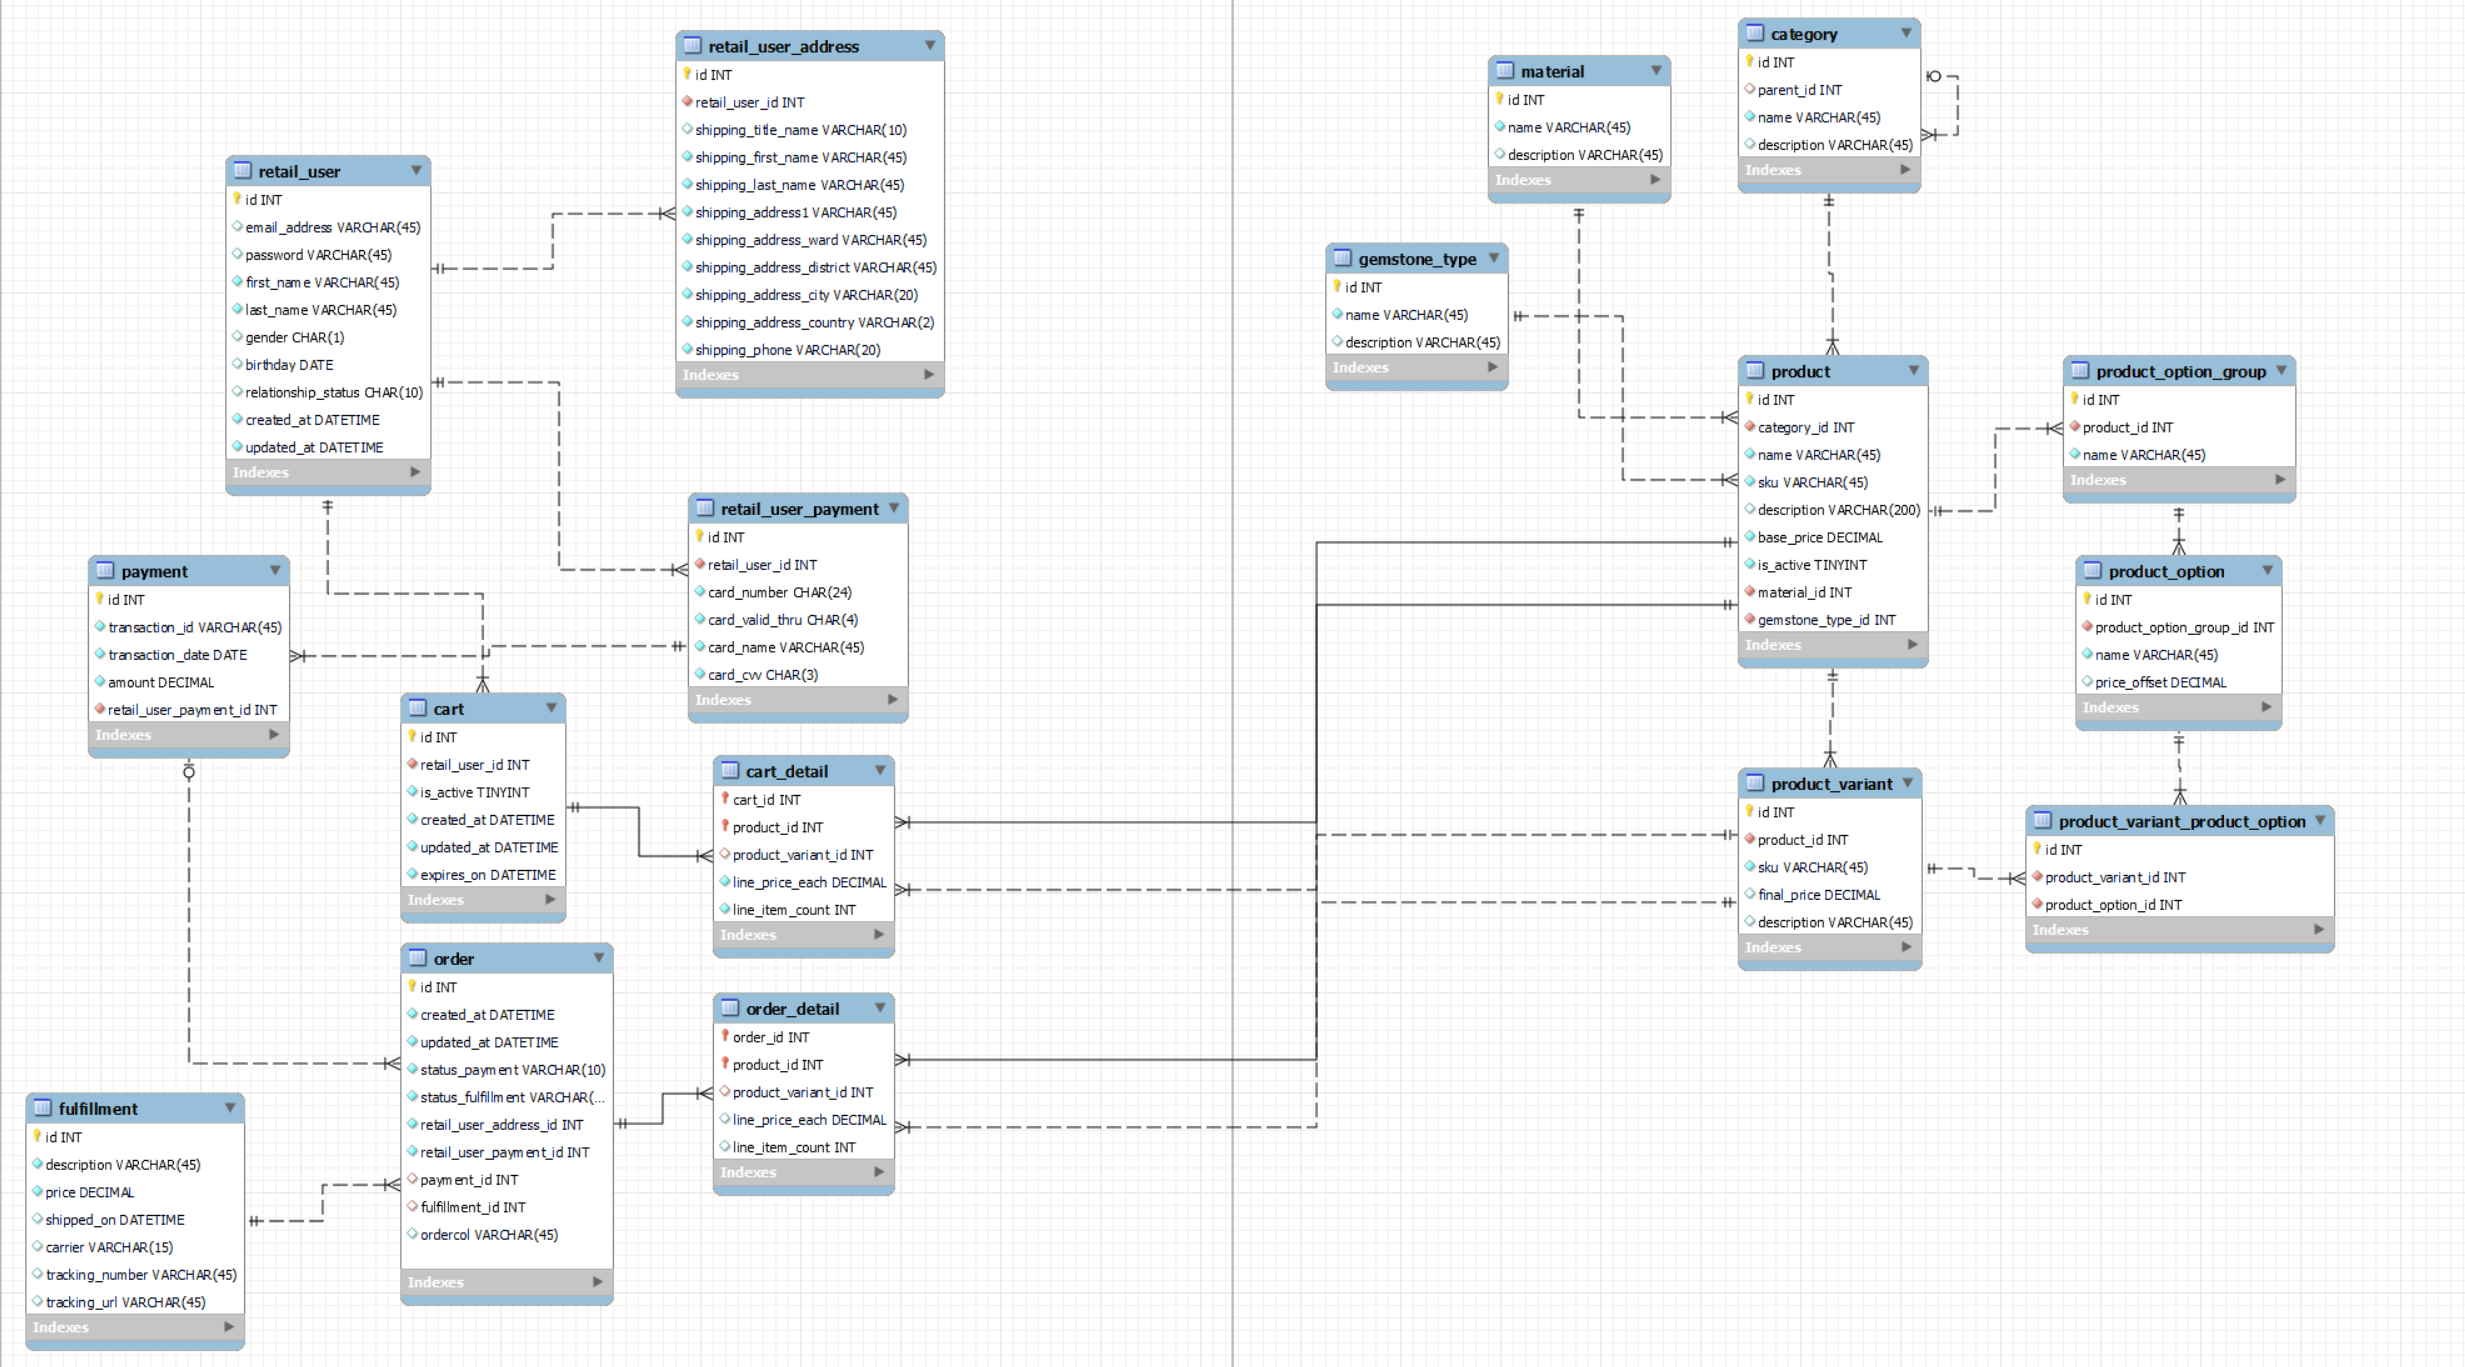 retail_user_address
id INT
retail_user_id INT
shipping_title_name VARCHAR(10)
shipping_first_name VARCHAR(45)
shipping_last_name VARCHAR(45)
shipping_address1 VARCHAR(45)
shipping_address_ward VARCHAR(45)
shipping_address_district VARCHAR(45)
shipping_address_city VARCHAR(20)
shipping_address_country VARCHAR(2)
shipping_phone VARCHAR(20)
Indexes
retail_user
id INT
email_address VARCHAR(45)
password VARCHAR(45)
first_name VARCHAR(45)
last_name VARCHAR(45)
gender CHAR(1)
birthday DATE
relationship_status CHAR(10)
created_at DATETIME
updated_at DATETIME
Indexes
retail_user_payment
id INT
retail_user_id INT
card_number CHAR(24)
card_valid_thru CHAR(4)
card_name VARCHAR(45)
card_cvv CHAR(3)
Indexes
payment
id INT
transaction_id VARCHAR(45)
transaction_date DATE
amount DECIMAL
retail_user_payment_id INT
Indexes
cart
id INT
retail_user_id INT
is_active TINYINT
created_at DATETIME
updated_at DATETIME
expires_on DATETIME
Indexes
cart_detail
cart_id INT
product_id INT
product_variant_id INT
line_price_each DECIMAL
line_item_count INT
Indexes
order
id INT
created_at DATETIME
updated_at DATETIME
status_payment VARCHAR(10)
status_fulfillment VARCHAR(...
retail_user_address_id INT
retail_user_payment_id INT
payment_id INT
fulfillment_id INT
ordercol VARCHAR(45)
Indexes
order_detail
order_id INT
product_id INT
product_variant_id INT
line_price_each DECIMAL
line_item_count INT
Indexes
fulfillment
id INT
description VARCHAR(45)
price DECIMAL
shipped_on DATETIME
carrier VARCHAR(15)
tracking_number VARCHAR(45)
tracking_url VARCHAR(45)
Indexes
category
id INT
parent_id INT
name VARCHAR(45)
description VARCHAR(45)
Indexes
material
id INT
name VARCHAR(45)
description VARCHAR(45)
Indexes
gemstone_type
id INT
name VARCHAR(45)
description VARCHAR(45)
Indexes
product
id INT
category_id INT
name VARCHAR(45)
sku VARCHAR(45)
description VARCHAR(200)
base_price DECIMAL
is_active TINYINT
material_id INT
gemstone_type_id INT
Indexes
product_option_group
id INT
product_id INT
name VARCHAR(45)
Indexes
product_option
id INT
product_option_group_id INT
name VARCHAR(45)
price_offset DECIMAL
Indexes
product_variant
id INT
product_id INT
sku VARCHAR(45)
final_price DECIMAL
description VARCHAR(45)
Indexes
product_variant_product_option
id INT
product_variant_id INT
product_option_id INT
Indexes